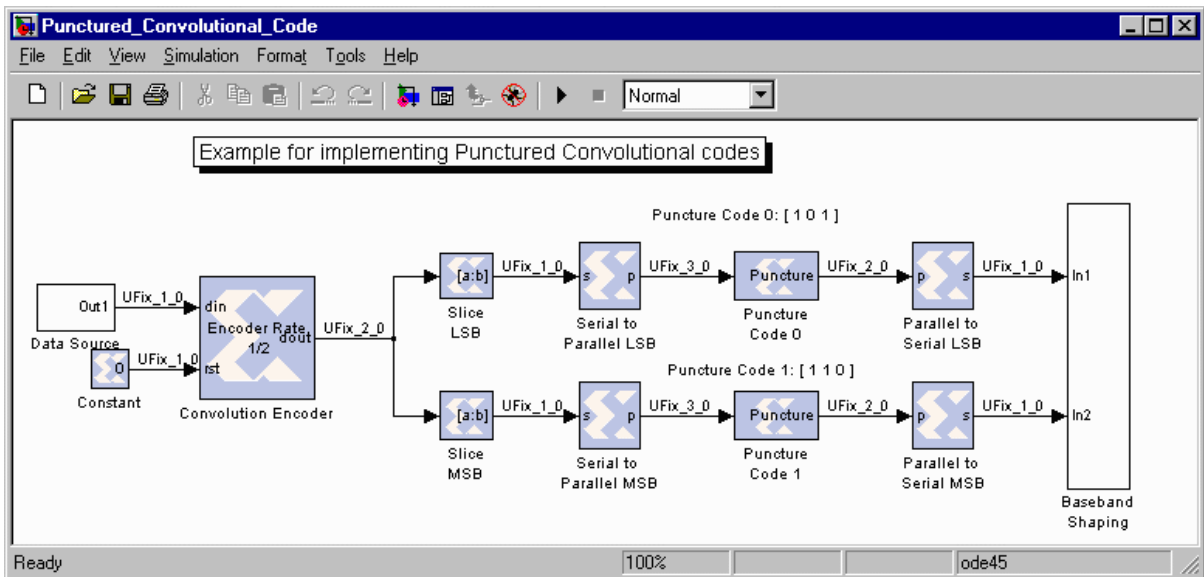 Punctured_Convolutional_Code
File Edit View Simulation Format Tools Help
Normal
Example for implementing Punctured Convolutional codes
Puncture Code 0: [ 1 0 1 ]
[a:b] UFix_1_0 s p UFix_3_0 Puncture UFix_2_0 p s UFix_1_0 In1
Slice
LSB
Serial to
Parallel LSB
Puncture
Code 0
Parallel to
Serial LSB
Out1 UFix_1_0 din
Data Source
Encoder Rate
1/2
dout UFix_2_0
0 UFix_1_0 rst
Constant
Convolution Encoder
Puncture Code 1: [ 1 1 0 ]
[a:b] UFix_1_0 s p UFix_3_0 Puncture UFix_2_0 p s UFix_1_0 In2
Slice
MSB
Serial to
Parallel MSB
Puncture
Code 1
Parallel to
Serial MSB
Baseband
Shaping
Ready 100% ode45